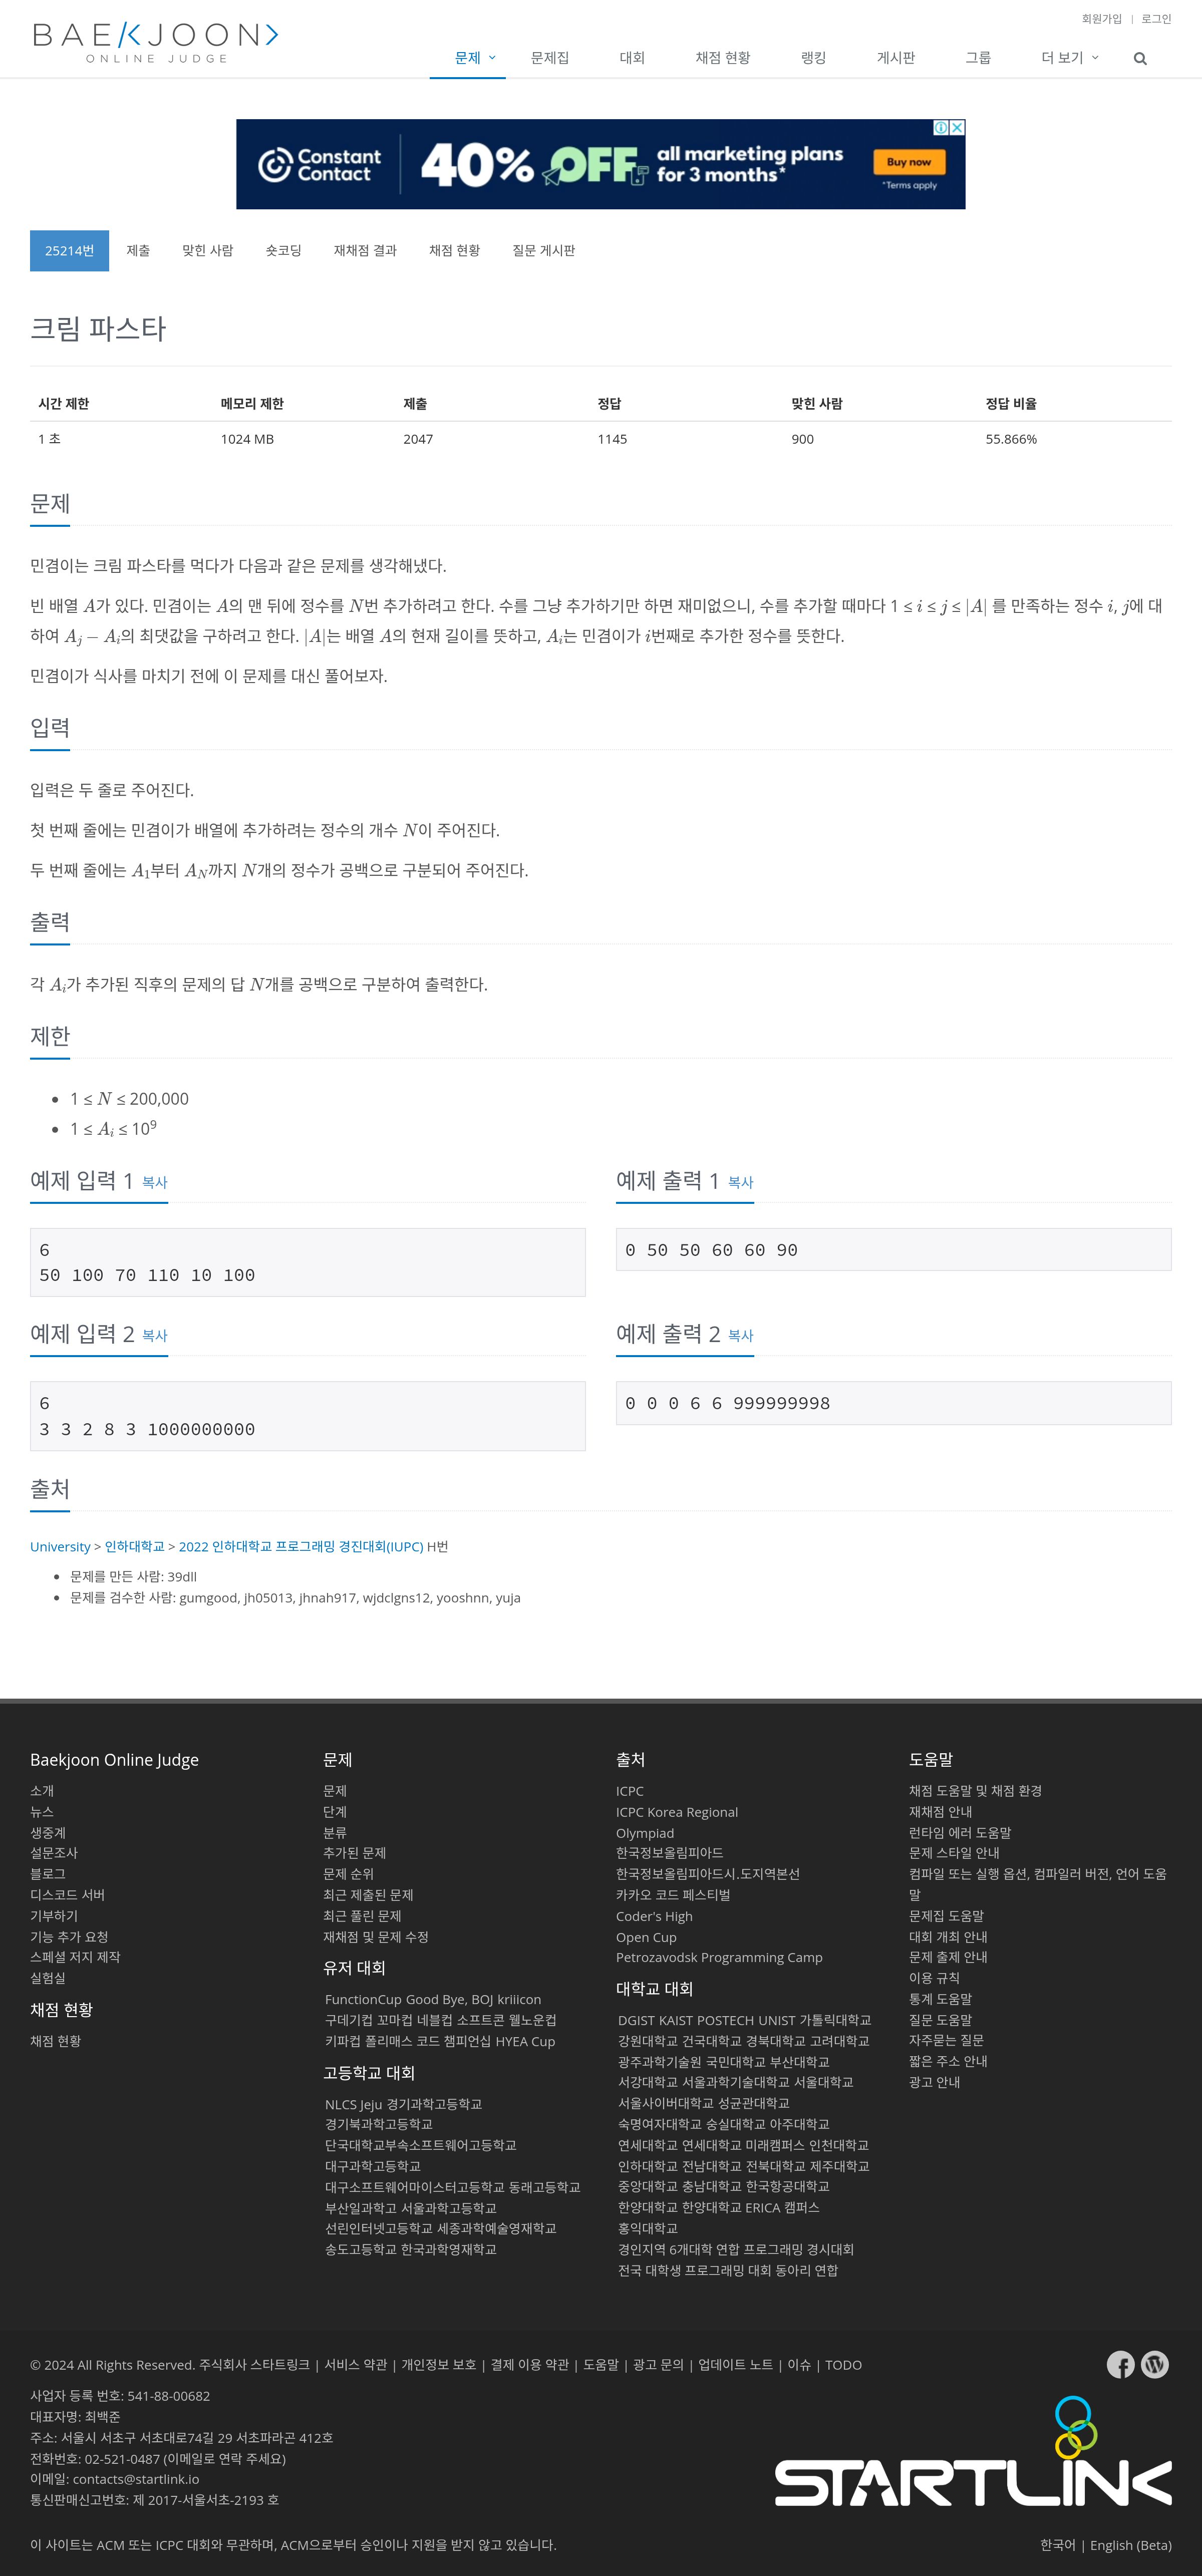 회원가입 | 로그인
BAEKJOON>
ONLINE JUDGE
문제 문제집 대회 채점 현황 랭킹 게시판 그룹 더 보기
Constant Contact 40% OFF all marketing plans for 3 months* Buy now
*Terms apply
25214번 제출 맞힌 사람 숏코딩 재채점 결과 채점 현황 질문 게시판
크림 파스타
시간 제한 메모리 제한 제출 정답 맞힌 사람 정답 비율
1 초 1024 MB 2047 1145 900 55.866%
문제
민겸이는 크림 파스타를 먹다가 다음과 같은 문제를 생각해냈다.
빈 배열 A가 있다. 민겸이는 A의 맨 뒤에 정수를 N번 추가하려고 한다. 수를 그냥 추가하기만 하면 재미없으니, 수를 추가할 때마다 1 ≤ i ≤ j ≤ |A| 를 만족하는 정수 i, j에 대
하여 Aj − Ai의 최댓값을 구하려고 한다. |A|는 배열 A의 현재 길이를 뜻하고, Ai는 민겸이가 i번째로 추가한 정수를 뜻한다.
민겸이가 식사를 마치기 전에 이 문제를 대신 풀어보자.
입력
입력은 두 줄로 주어진다.
첫 번째 줄에는 민겸이가 배열에 추가하려는 정수의 개수 N이 주어진다.
두 번째 줄에는 A1부터 AN까지 N개의 정수가 공백으로 구분되어 주어진다.
출력
각 Ai가 추가된 직후의 문제의 답 N개를 공백으로 구분하여 출력한다.
제한
1 ≤ N ≤ 200,000
1 ≤ Ai ≤ 10⁹
예제 입력 1 복사
6
50 100 70 110 10 100
예제 출력 1 복사
0 50 50 60 60 90
예제 입력 2 복사
6
3 3 2 8 3 1000000000
예제 출력 2 복사
0 0 0 6 6 999999998
출처
University > 인하대학교 > 2022 인하대학교 프로그래밍 경진대회(IUPC) H번
문제를 만든 사람: 39dll
문제를 검수한 사람: gumgood, jh05013, jhnah917, wjdclgns12, yooshnn, yuja
Baekjoon Online Judge
소개
뉴스
생중계
설문조사
블로그
디스코드 서버
기부하기
기능 추가 요청
스페셜 저지 제작
실험실
채점 현황
채점 현황
문제
문제
단계
분류
추가된 문제
문제 순위
최근 제출된 문제
최근 풀린 문제
재채점 및 문제 수정
유저 대회
FunctionCup Good Bye, BOJ kriiicon
구데기컵 꼬마컵 네블컵 소프트콘 웰노운컵
키파컵 폴리매스 코드 챔피언십 HYEA Cup
고등학교 대회
NLCS Jeju 경기과학고등학교
경기북과학고등학교
단국대학교부속소프트웨어고등학교
대구과학고등학교
대구소프트웨어마이스터고등학교 동래고등학교
부산일과학고 서울과학고등학교
선린인터넷고등학교 세종과학예술영재학교
송도고등학교 한국과학영재학교
출처
ICPC
ICPC Korea Regional
Olympiad
한국정보올림피아드
한국정보올림피아드시.도지역본선
카카오 코드 페스티벌
Coder's High
Open Cup
Petrozavodsk Programming Camp
대학교 대회
DGIST KAIST POSTECH UNIST 가톨릭대학교
강원대학교 건국대학교 경북대학교 고려대학교
광주과학기술원 국민대학교 부산대학교
서강대학교 서울과학기술대학교 서울대학교
서울사이버대학교 성균관대학교
숙명여자대학교 숭실대학교 아주대학교
연세대학교 연세대학교 미래캠퍼스 인천대학교
인하대학교 전남대학교 전북대학교 제주대학교
중앙대학교 충남대학교 한국항공대학교
한양대학교 한양대학교 ERICA 캠퍼스
홍익대학교
경인지역 6개대학 연합 프로그래밍 경시대회
전국 대학생 프로그래밍 대회 동아리 연합
도움말
채점 도움말 및 채점 환경
재채점 안내
런타임 에러 도움말
문제 스타일 안내
컴파일 또는 실행 옵션, 컴파일러 버전, 언어 도움
말
문제집 도움말
대회 개최 안내
문제 출제 안내
이용 규칙
통계 도움말
질문 도움말
자주묻는 질문
짧은 주소 안내
광고 안내
© 2024 All Rights Reserved. 주식회사 스타트링크 | 서비스 약관 | 개인정보 보호 | 결제 이용 약관 | 도움말 | 광고 문의 | 업데이트 노트 | 이슈 | TODO
사업자 등록 번호: 541-88-00682
대표자명: 최백준
주소: 서울시 서초구 서초대로74길 29 서초파라곤 412호
전화번호: 02-521-0487 (이메일로 연락 주세요)
이메일: contacts@startlink.io
통신판매신고번호: 제 2017-서울서초-2193 호
STARTLINK
이 사이트는 ACM 또는 ICPC 대회와 무관하며, ACM으로부터 승인이나 지원을 받지 않고 있습니다.
한국어 | English (Beta)